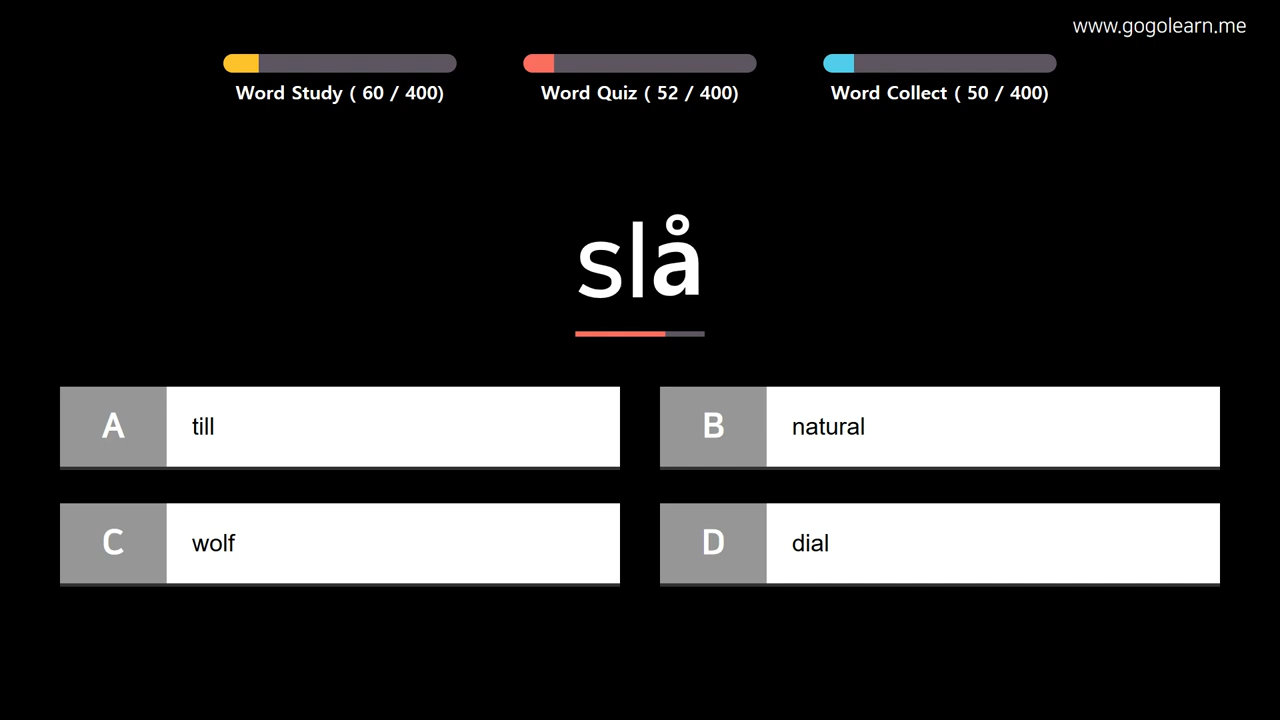 www.gogolearn.me
Word Study ( 60 / 400)
Word Quiz ( 52 / 400)
Word Collect ( 50 / 400)
slå
A till
B natural
C wolf
D dial